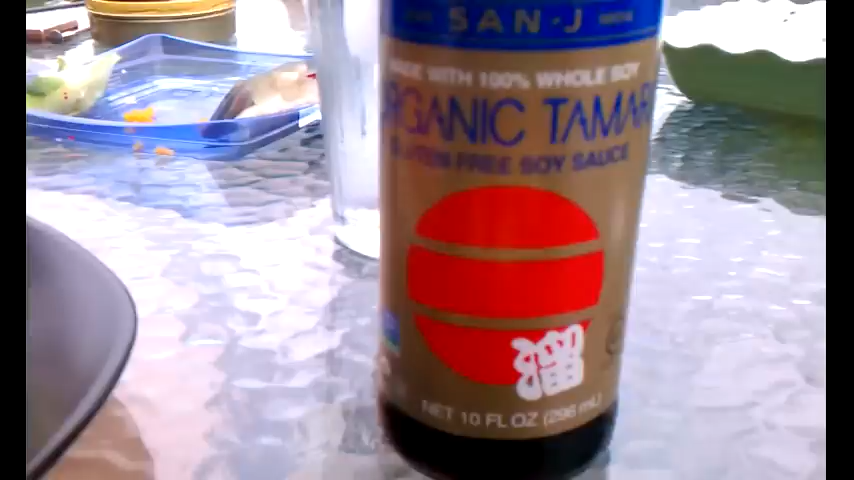 SAN-J
MADE WITH 100% WHOLE SOY
ORGANIC TAMARI
GLUTEN FREE SOY SAUCE
溜
NET 10 FL OZ (296 mL)